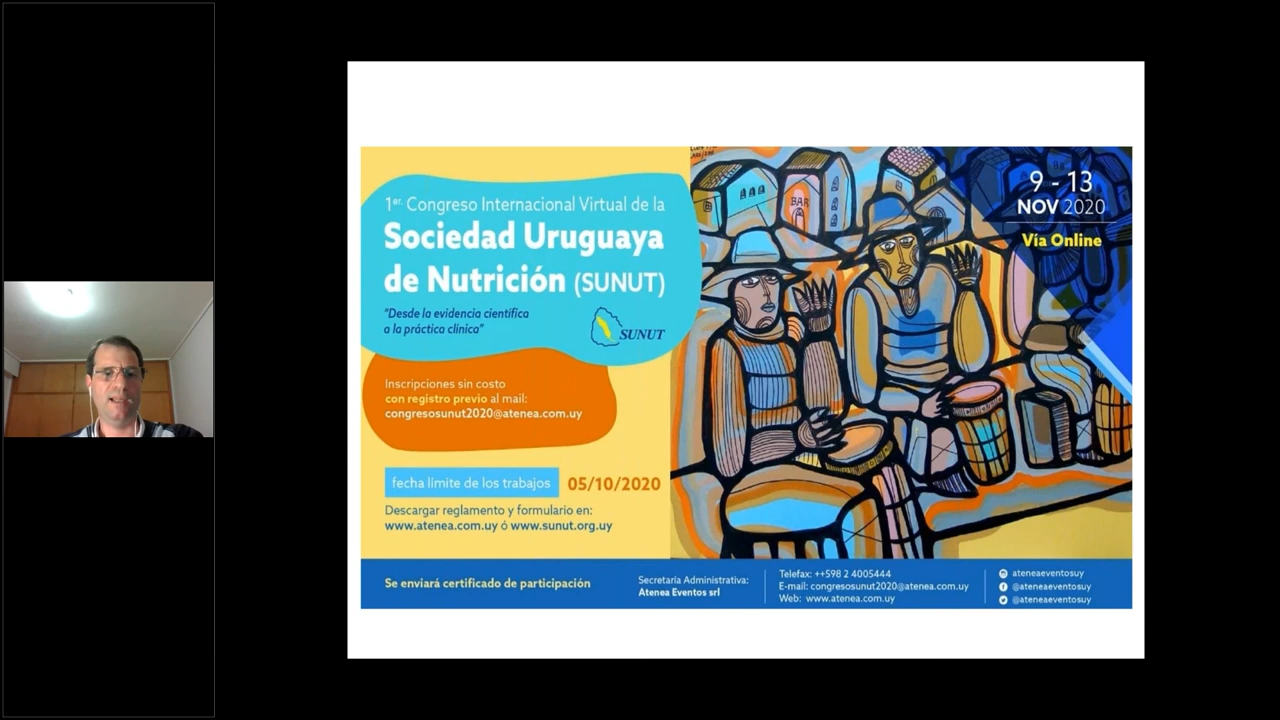 1er. Congreso Internacional Virtual de la
Sociedad Uruguaya
de Nutrición (SUNUT)
"Desde la evidencia científica
a la práctica clínica"
SUNUT
Inscripciones sin costo
con registro previo al mail:
congresosunut2020@atenea.com.uy
fecha límite de los trabajos 05/10/2020
Descargar reglamento y formulario en:
www.atenea.com.uy ó www.sunut.org.uy
BAR
9 - 13
NOV 2020
Vía Online
Se enviará certificado de participación
Secretaría Administrativa:
Atenea Eventos srl
Telefax: ++598 2 4005444
E-mail: congresosunut2020@atenea.com.uy
Web: www.atenea.com.uy
ateneaeventosuy
@ateneaeventosuy
@ateneaeventosuy